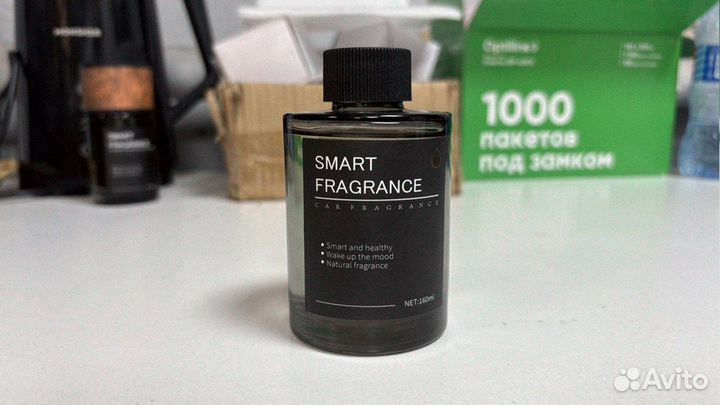 SMART
FRAGRANCE
CAR FRAGRANCE
• Smart and healthy
• Wake up the mood
• Natural fragrance
NET:160ml
SMART
FRAGRANCE
1000
пакетов
под замком
Avito